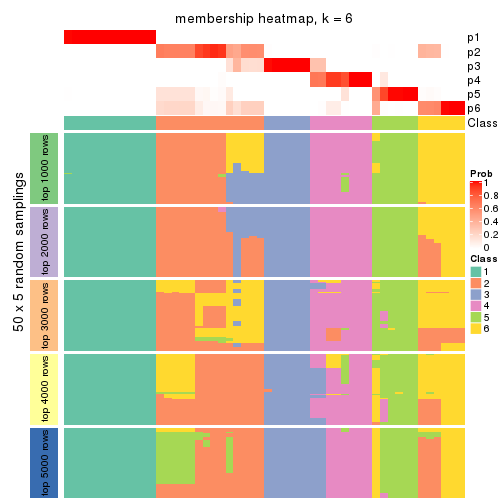 membership heatmap, k = 6
p1
p2
p3
p4
p5
p6
Class
50 x 5 random samplings
top 1000 rows
top 2000 rows
top 3000 rows
top 4000 rows
top 5000 rows
Prob
1
0.8
0.6
0.4
0.2
0
Class
1
2
3
4
5
6